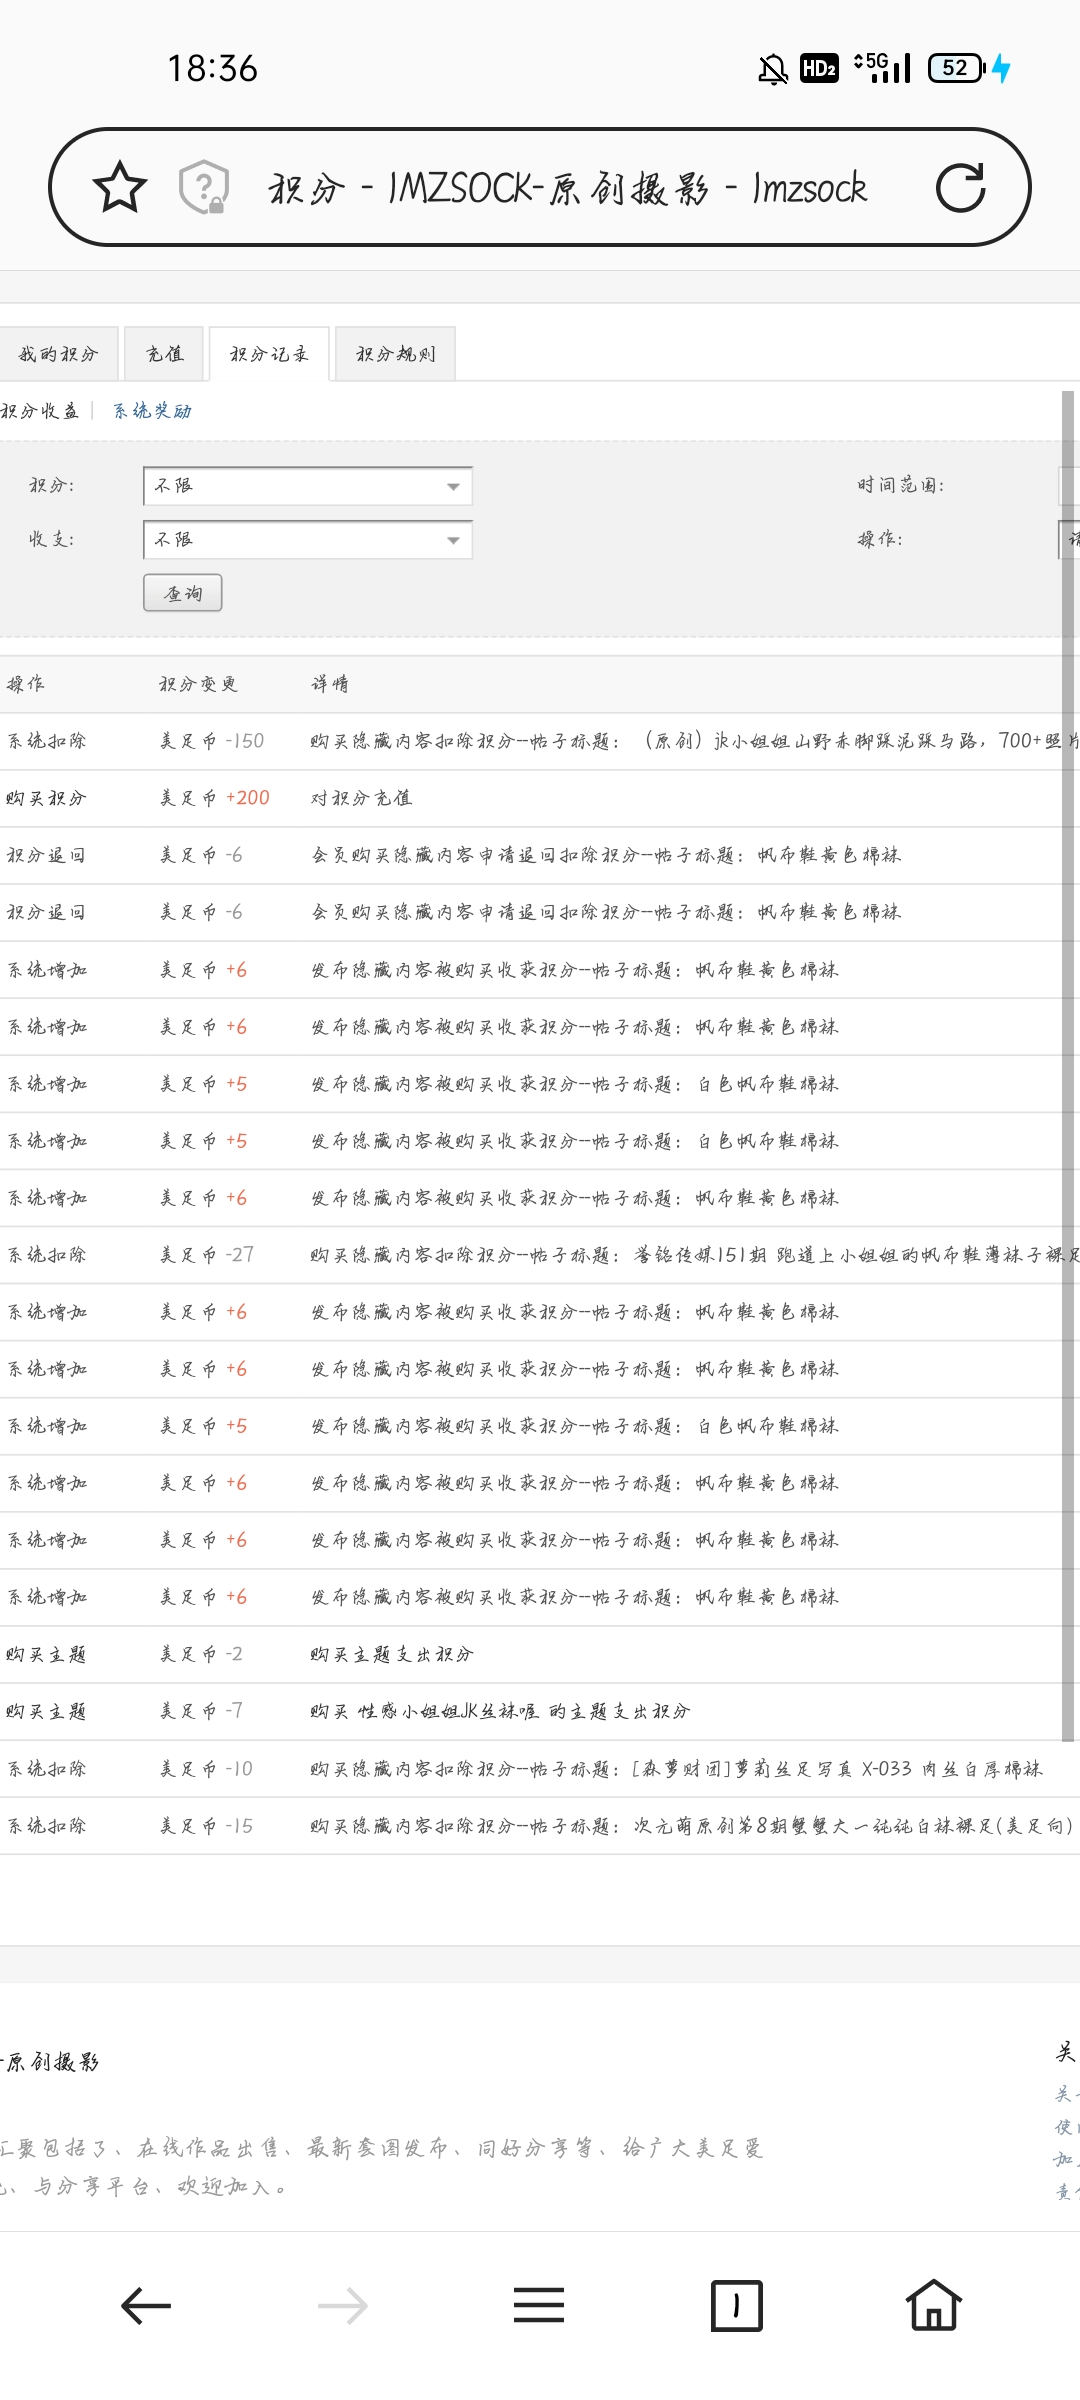 18:36
HD2 5G 52
积分 - IMZSOCK-原创摄影 - Imzsock
我的积分 充值 积分记录 积分规则
积分收益 系统奖励
积分: 不限 时间范围:
收支: 不限 操作:
查询
操作 积分变更 详情
系统扣除 美足币 -150 购买隐藏内容扣除积分--帖子标题：（原创）jk小姐姐山野赤脚踩泥踩马路，700+照片
购买积分 美足币 +200 对积分充值
积分退回 美足币 -6 会员购买隐藏内容申请退回扣除积分--帖子标题：帆布鞋黄色棉袜
积分退回 美足币 -6 会员购买隐藏内容申请退回扣除积分--帖子标题：帆布鞋黄色棉袜
系统增加 美足币 +6 发布隐藏内容被购买收获积分--帖子标题：帆布鞋黄色棉袜
系统增加 美足币 +6 发布隐藏内容被购买收获积分--帖子标题：帆布鞋黄色棉袜
系统增加 美足币 +5 发布隐藏内容被购买收获积分--帖子标题：白色帆布鞋棉袜
系统增加 美足币 +5 发布隐藏内容被购买收获积分--帖子标题：白色帆布鞋棉袜
系统增加 美足币 +6 发布隐藏内容被购买收获积分--帖子标题：帆布鞋黄色棉袜
系统扣除 美足币 -27 购买隐藏内容扣除积分--帖子标题：誉铭传媒151期 跑道上小姐姐的帆布鞋薄袜子裸足
系统增加 美足币 +6 发布隐藏内容被购买收获积分--帖子标题：帆布鞋黄色棉袜
系统增加 美足币 +6 发布隐藏内容被购买收获积分--帖子标题：帆布鞋黄色棉袜
系统增加 美足币 +5 发布隐藏内容被购买收获积分--帖子标题：白色帆布鞋棉袜
系统增加 美足币 +6 发布隐藏内容被购买收获积分--帖子标题：帆布鞋黄色棉袜
系统增加 美足币 +6 发布隐藏内容被购买收获积分--帖子标题：帆布鞋黄色棉袜
系统增加 美足币 +6 发布隐藏内容被购买收获积分--帖子标题：帆布鞋黄色棉袜
购买主题 美足币 -2 购买主题支出积分
购买主题 美足币 -7 购买 性感小姐姐JK丝袜喔 的主题支出积分
系统扣除 美足币 -10 购买隐藏内容扣除积分--帖子标题：[森萝财团]萝莉丝足写真 X-033 肉丝白厚棉袜
系统扣除 美足币 -15 购买隐藏内容扣除积分--帖子标题：次元萌原创第8期蟹蟹大一纯纯白袜裸足(美足向)
-原创摄影
汇聚包括了、在线作品出售、最新套图发布、同好分享等、给广大美足爱
、与分享平台、欢迎加入。
关
关
使
加
责
1